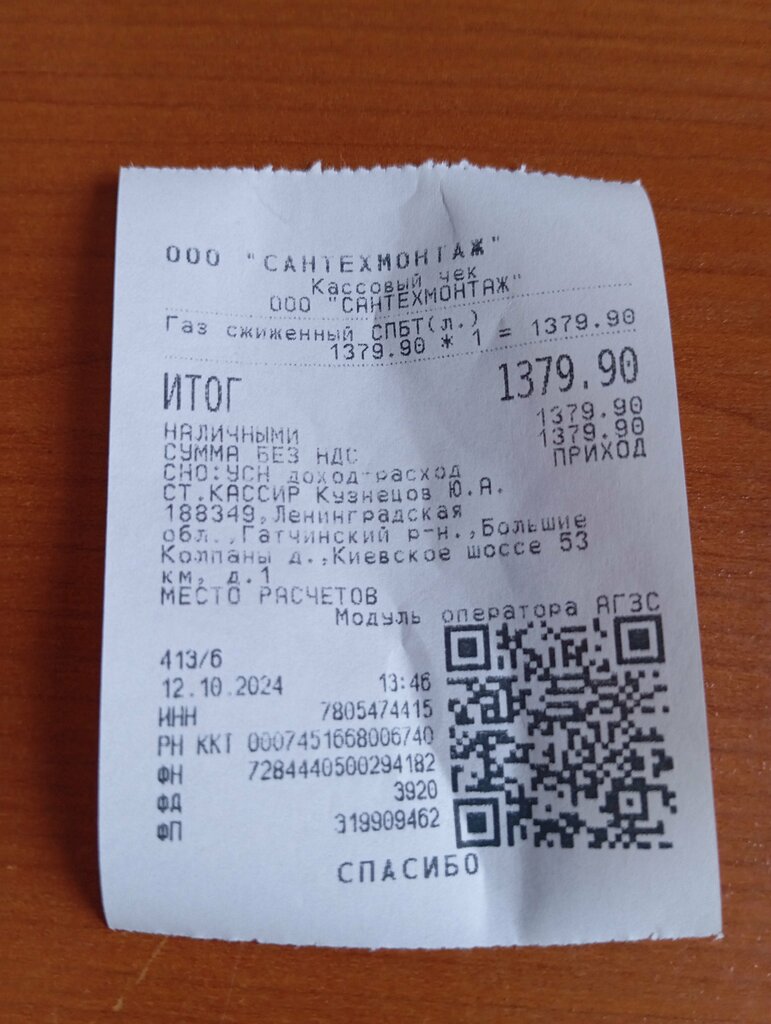 ООО "САНТЕХМОНТАЖ"
Кассовый чек
ООО "САНТЕХМОНТАЖ"
Газ сжиженный СПБТ(л.)
1379.90 * 1 = 1379.90
ИТОГ 1379.90
НАЛИЧНЫМИ 1379.90
СУММА БЕЗ НДС 1379.90
СНО:УСН доход-расход ПРИХОД
СТ.КАССИР Кузнецов Ю.А.
188349,Ленинградская
обл.,Гатчинский р-н.,Большие
Колпаны д.,Киевское шоссе 53
км, д.1
МЕСТО РАСЧЕТОВ
Модуль оператора АГЗС
413/6
12.10.2024 13:46
ИНН 7805474415
РН ККТ 0007451668006740
ФН 7284440500294182
ФД 3920
ФП 319909462
СПАСИБО